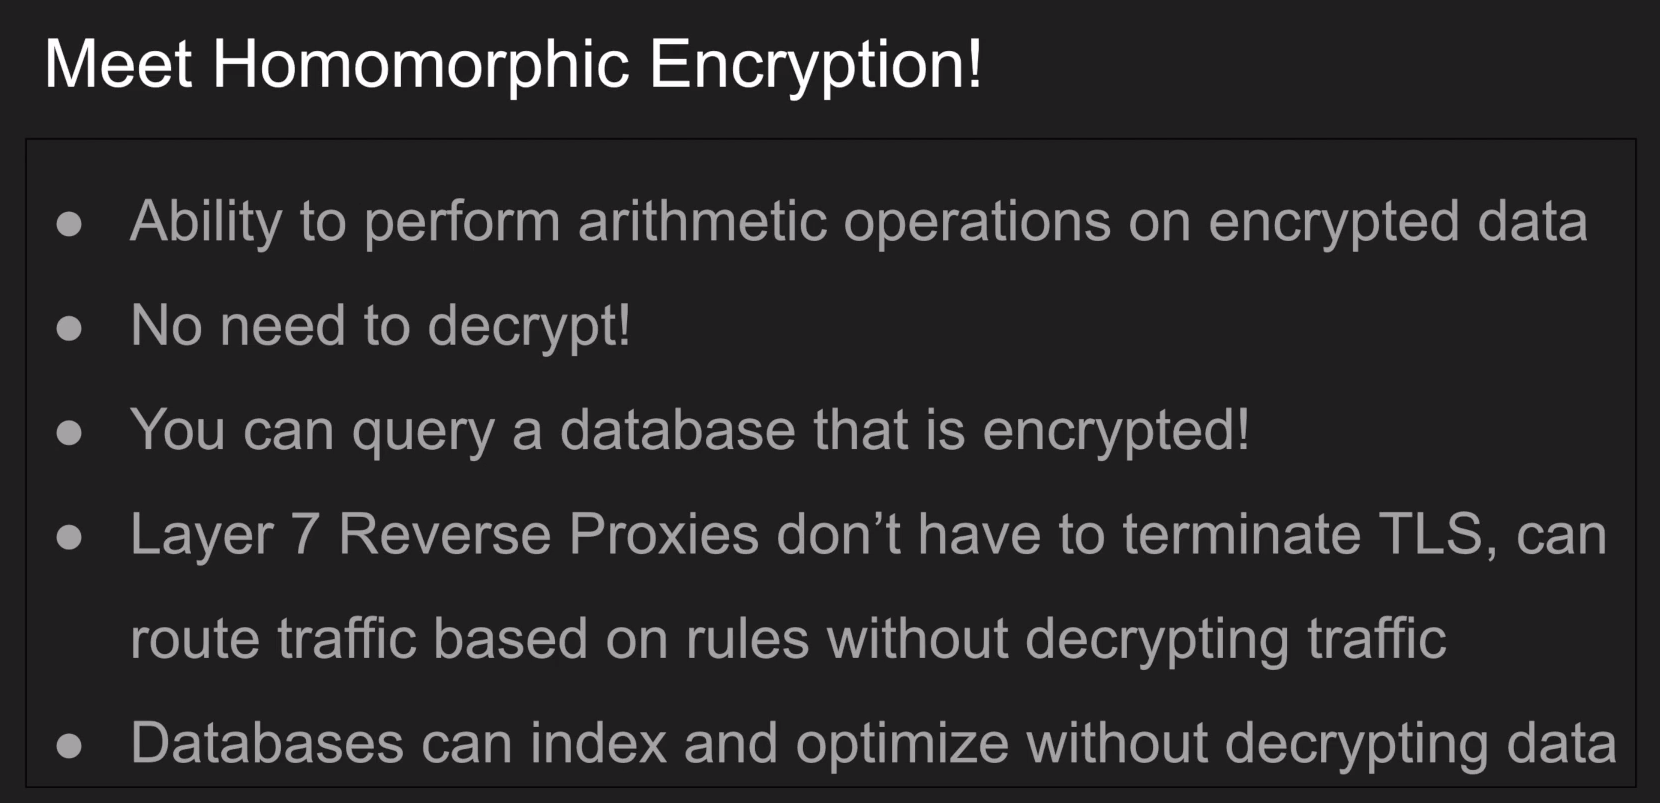 Meet Homomorphic Encryption!
● Ability to perform arithmetic operations on encrypted data
● No need to decrypt!
● You can query a database that is encrypted!
● Layer 7 Reverse Proxies don’t have to terminate TLS, can
route traffic based on rules without decrypting traffic
● Databases can index and optimize without decrypting data